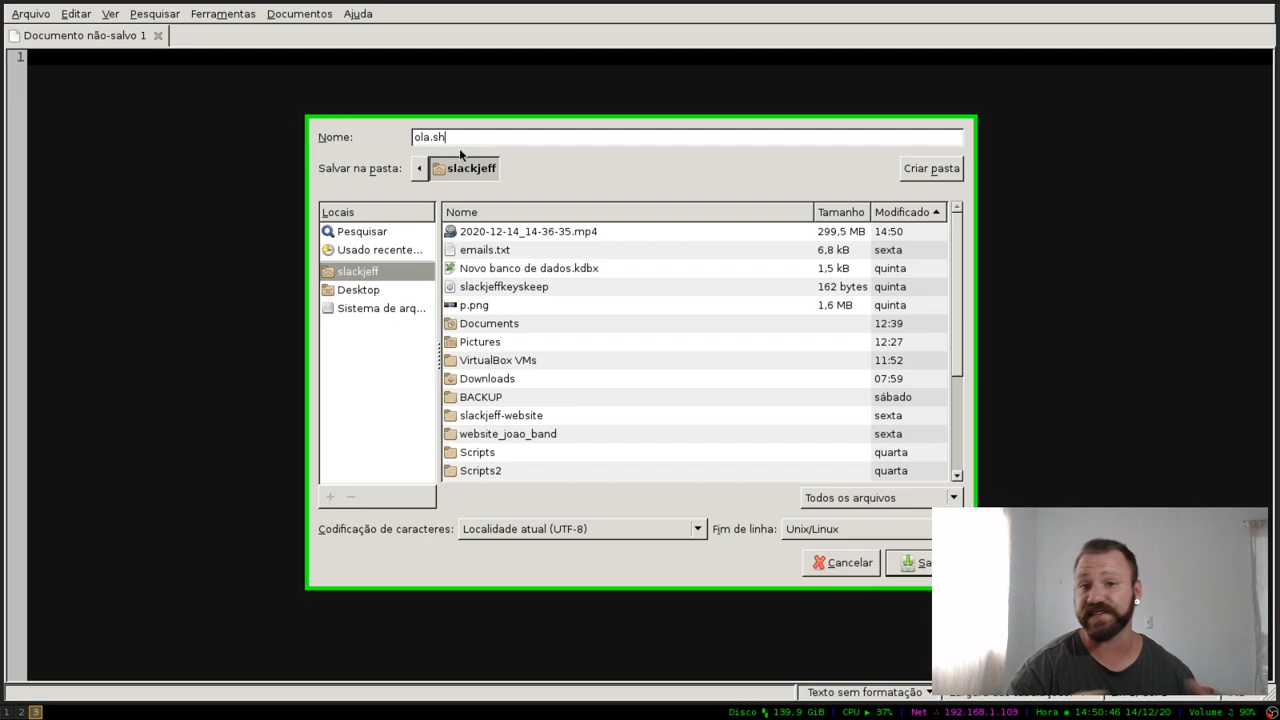 Arquivo Editar Ver Pesquisar Ferramentas Documentos Ajuda
Documento não-salvo 1
1
Nome: ola.sh
Salvar na pasta: slackjeff Criar pasta
Locais
Pesquisar
Usado recente...
slackjeff
Desktop
Sistema de arq...
Nome Tamanho Modificado
2020-12-14_14-36-35.mp4 299,5 MB 14:50
emails.txt 6,8 kB sexta
Novo banco de dados.kdbx 1,5 kB quinta
slackjeffkeyskeep 162 bytes quinta
p.png 1,6 MB quinta
Documents 12:39
Pictures 12:27
VirtualBox VMs 11:52
Downloads 07:59
BACKUP sábado
slackjeff-website sexta
website_joao_band sexta
Scripts quarta
Scripts2 quarta
Todos os arquivos
Codificação de caracteres: Localidade atual (UTF-8) Fim de linha: Unix/Linux
Cancelar Sa
Texto sem formatação
1 2 3 Disco 139,9 GiB CPU 37% Net 192.168.1.103 Hora 14:50:46 14/12/20 Volume 90%